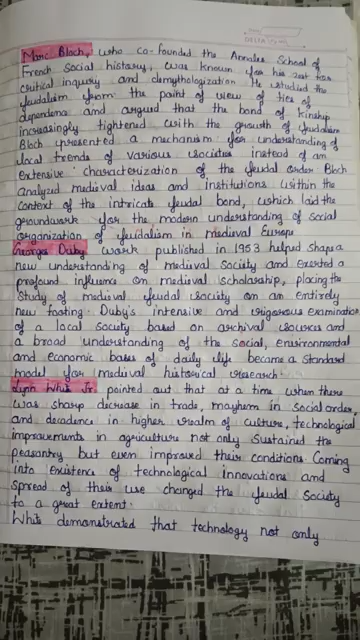 DELTA
Marc Bloch, who co-founded the Annales School of
French social history, was known for his zest for
critical inquiry and demythologization. He studied the
feudalism from the point of view of ties of
dependence and argued that the bond of kinship
increasingly tightened with the growth of feudalism
Bloch presented a mechanism for understanding of
local trends of various societies instead of an
extensive characterization of the feudal order Bloch
analyzed medival ideas and institutions within the
context of the intricate feudal bond, which laid the
groundwork for the modern understanding of social
organization of feudalism in medieval Europe
Georges Duby work published in 1953 helped shape a
new understanding of medival society and exerted a
profound influence on medival scholarship, placing the
study of medival feudal society on an entirely
new footing. Duby's intensive and rigorous examination
of a local society based on archival sources and
a broad understanding of the social, environmental
and economic bases of daily life became a standard
model for medival historical research.
Lynn White Jr. pointed out that at a time when there
was sharp decrease in trade, mayhem in social order,
and decadence in higher realm of culture, technological
improvements in agriculture not only sustained the
peasantry but even improved their conditions. Coming
into existence of technological innovations and
spread of their use changed the feudal society
to a great extent.
White demonstrated that technology not only